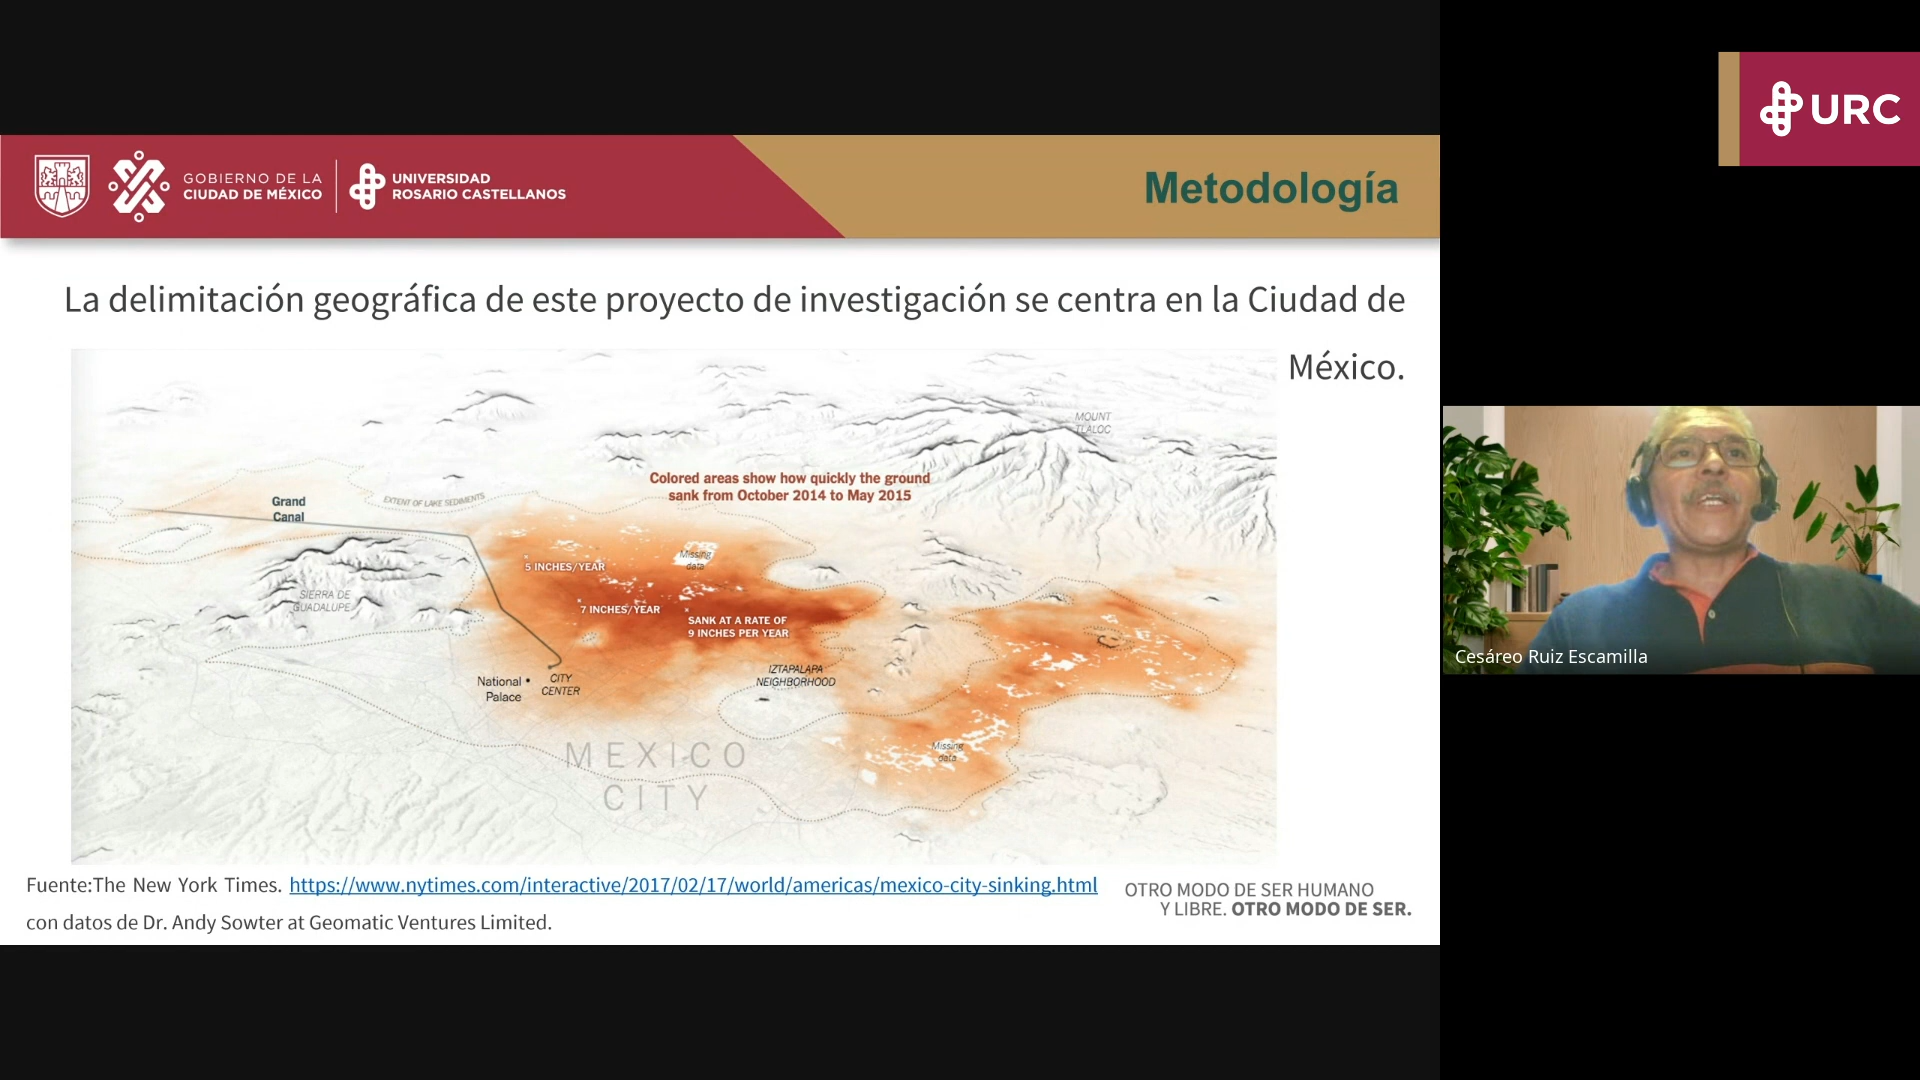 URC
GOBIERNO DE LA
CIUDAD DE MÉXICO
UNIVERSIDAD
ROSARIO CASTELLANOS
Metodología
La delimitación geográfica de este proyecto de investigación se centra en la Ciudad de
México.
MOUNT
TLALOC
Colored areas show how quickly the ground
sank from October 2014 to May 2015
Grand
Canal
EXTENT OF LAKE SEDIMENTS
Missing
data
5 INCHES/YEAR
SIERRA DE
GUADALUPE
7 INCHES/YEAR
SANK AT A RATE OF
9 INCHES PER YEAR
IZTAPALAPA
NEIGHBORHOOD
National
Palace
CITY
CENTER
Missing
data
MEXICO
CITY
Cesáreo Ruiz Escamilla
Fuente:The New York Times. https://www.nytimes.com/interactive/2017/02/17/world/americas/mexico-city-sinking.html
con datos de Dr. Andy Sowter at Geomatic Ventures Limited.
OTRO MODO DE SER HUMANO
Y LIBRE. OTRO MODO DE SER.